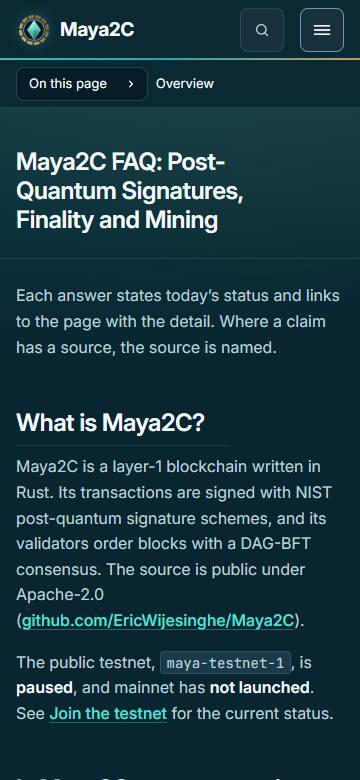 Maya2C
On this page
Overview
Maya2C FAQ: Post-
Quantum Signatures,
Finality and Mining
Each answer states today's status and links
to the page with the detail. Where a claim
has a source, the source is named.
What is Maya2C?
Maya2C is a layer-1 blockchain written in
Rust. Its transactions are signed with NIST
post-quantum signature schemes, and its
validators order blocks with a DAG-BFT
consensus. The source is public under
Apache-2.0
(github.com/EricWijesinghe/Maya2C).
The public testnet, maya-testnet-1, is
paused, and mainnet has not launched.
See Join the testnet for the current status.